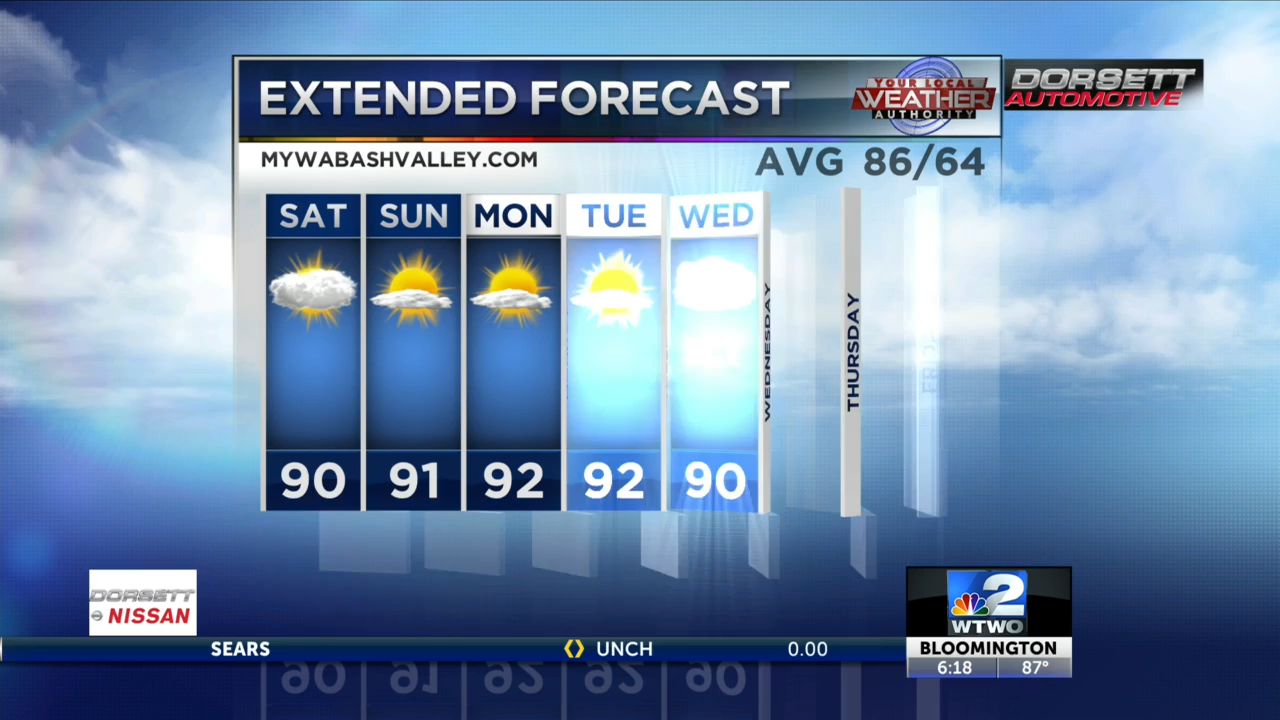 EXTENDED FORECAST
YOUR LOCAL
WEATHER
AUTHORITY
DORSETT
AUTOMOTIVE
MYWABASHVALLEY.COM
AVG 86/64
SAT SUN MON TUE WED
WEDNESDAY
THURSDAY
90 91 92 92 90
DORSETT
NISSAN
2
WTWO
BLOOMINGTON
6:18 87°
SEARS UNCH 0.00